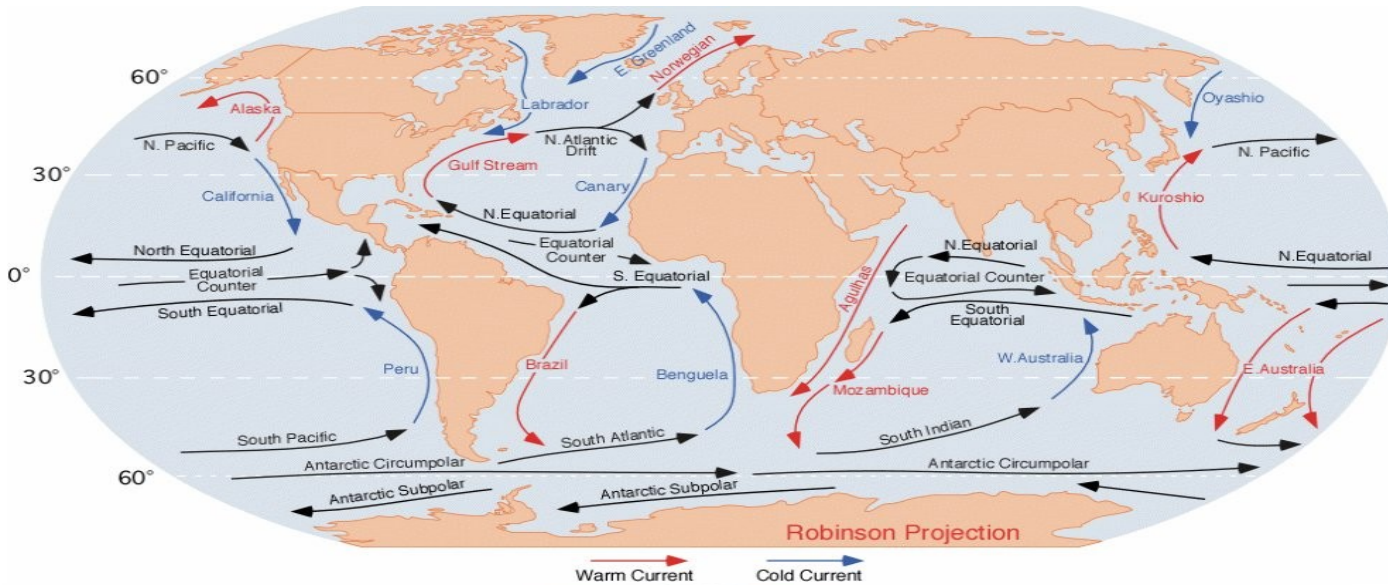 E. Greenland
Norwegian
60°
Alaska
Labrador
Oyashio
N. Pacific
N.Atlantic
Drift
N. Pacific
Gulf Stream
30°
California
Canary
Kuroshio
N.Equatorial
North Equatorial
Equatorial
Counter
N.Equatorial
N.Equatorial
0°
Equatorial
Counter
S. Equatorial
Agulhas
Equatorial Counter
South Equatorial
South
Equatorial
Peru
Brazil
Benguela
W.Australia
E.Australia
30°
Mozambique
South Pacific
South Atlantic
South Indian
Antarctic Circumpolar
Antarctic Circumpolar
60°
Antarctic Subpolar
Antarctic Subpolar
Robinson Projection
Warm Current
Cold Current